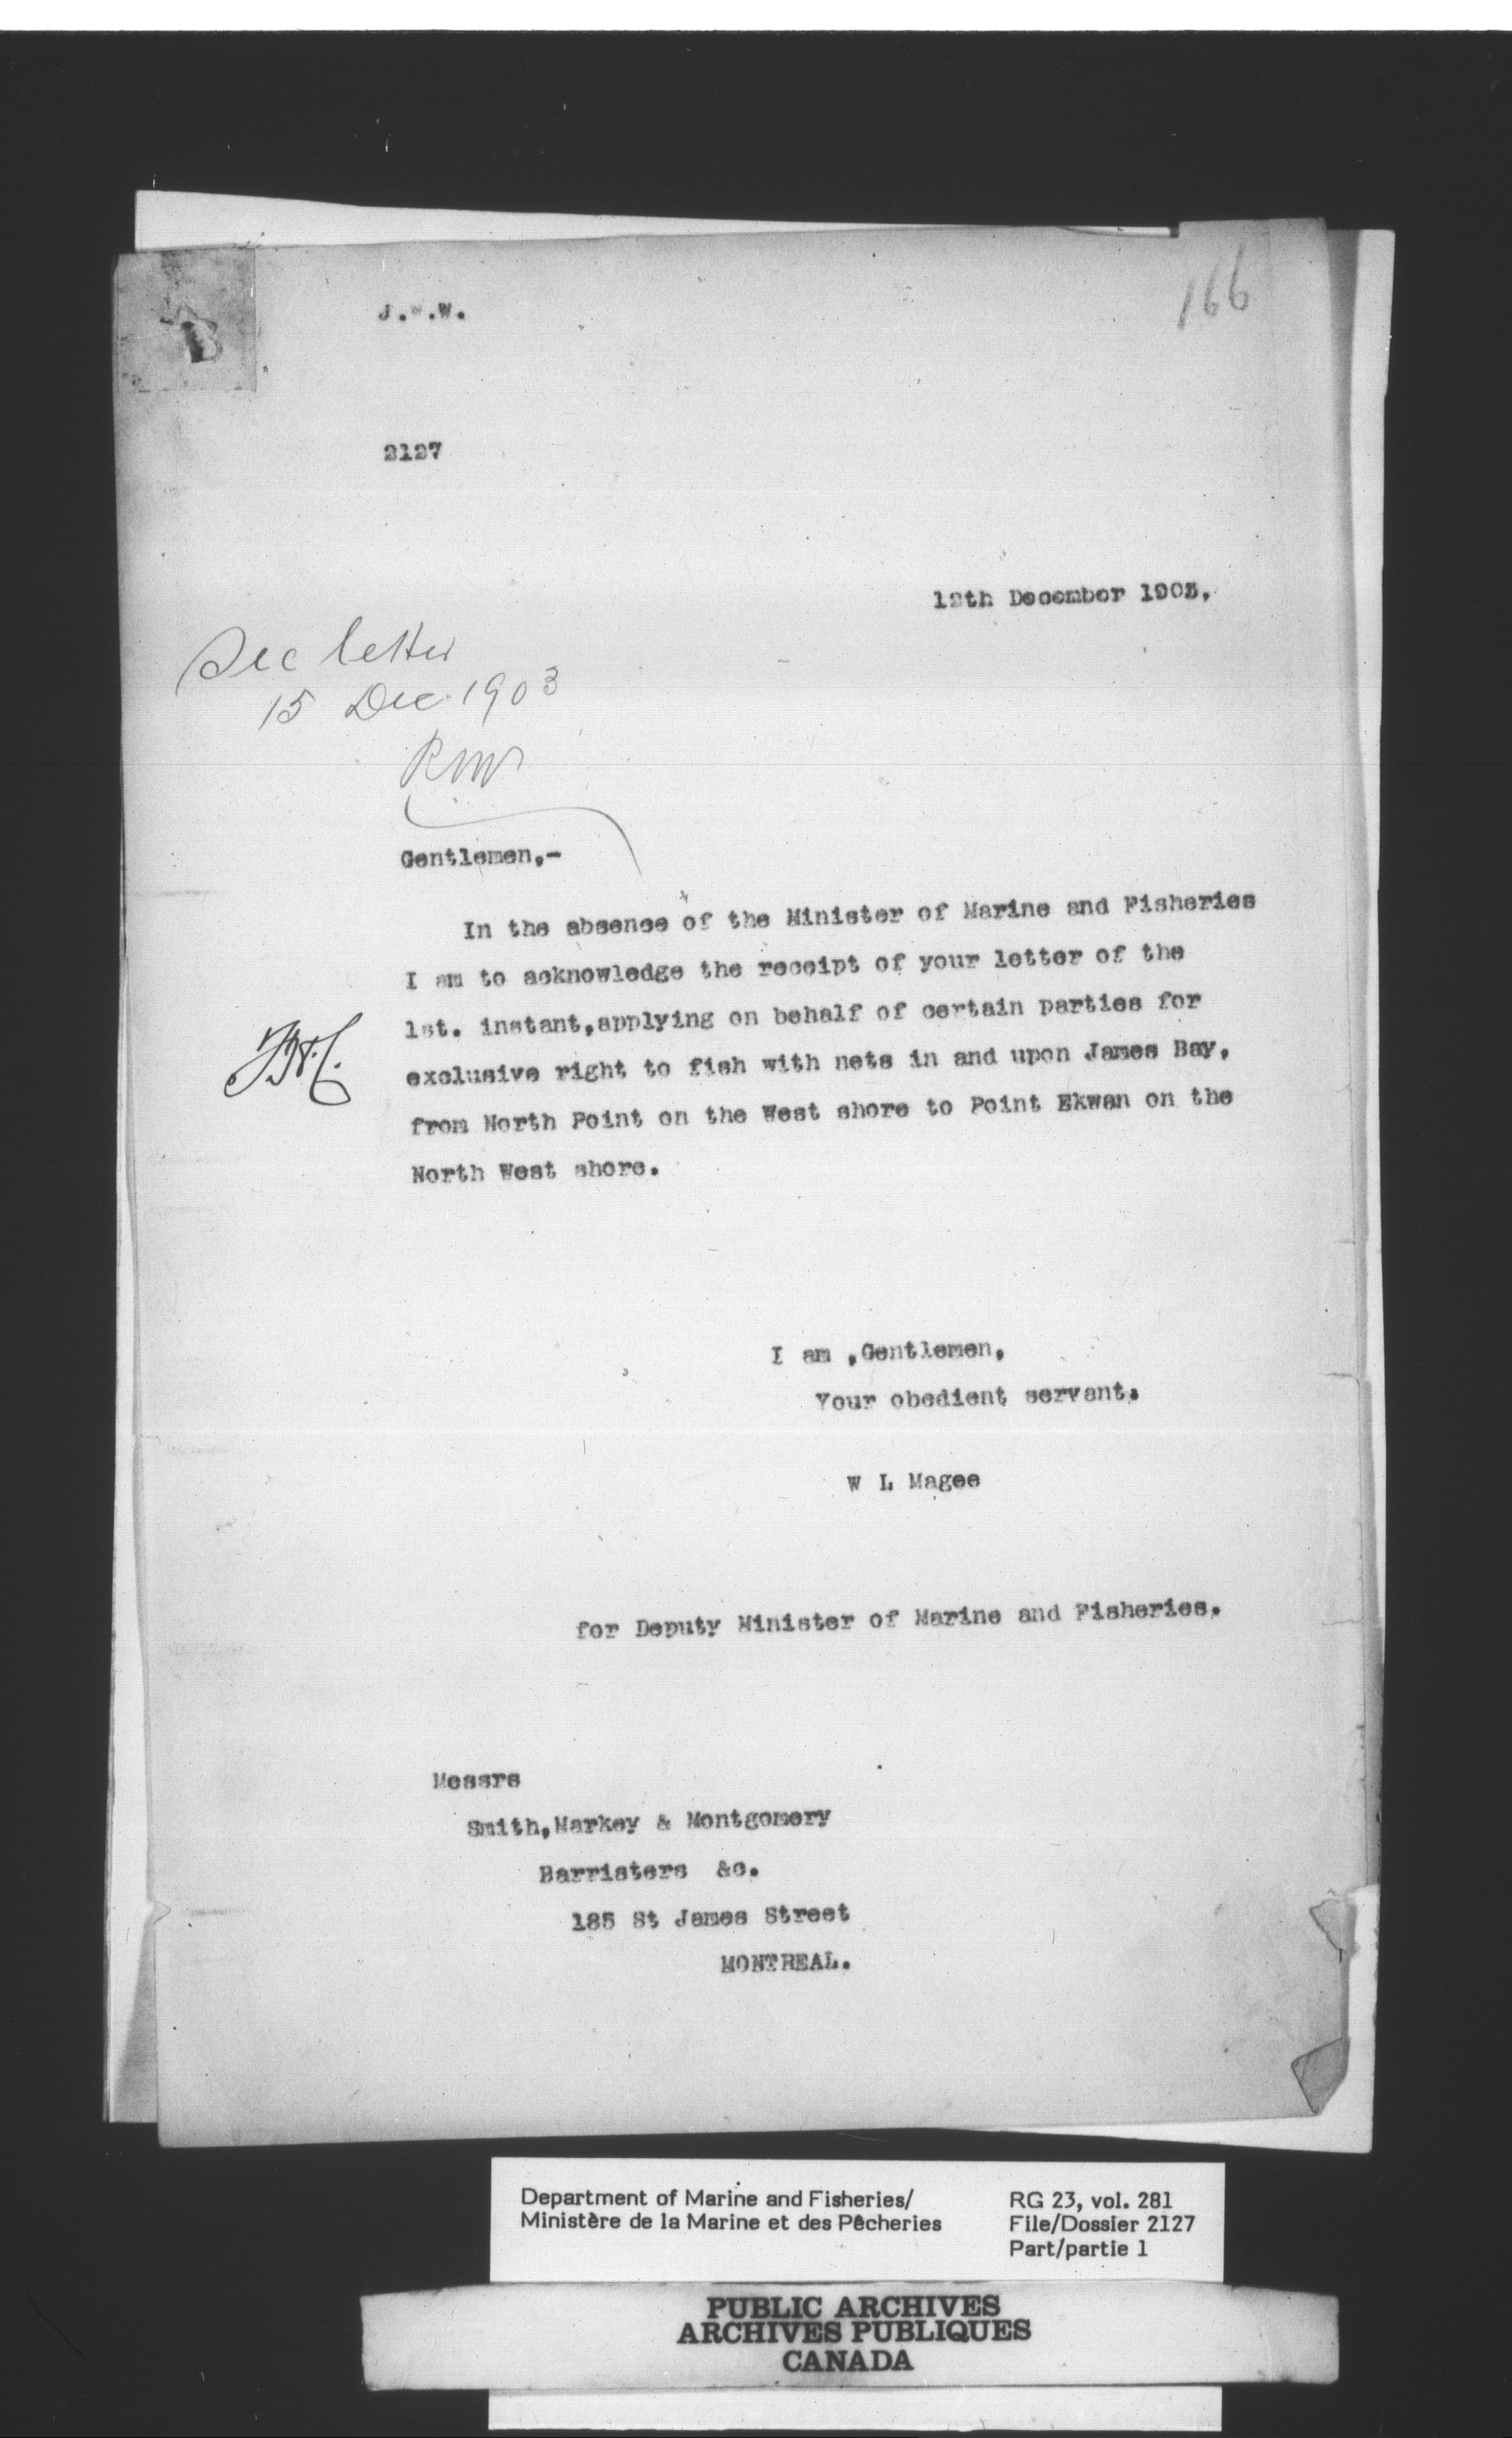 166
2127
12th December 1903.
See letter
15 Dec. 1903
Gentlemen,-
In the absence of the Minister of Marine and Fisheries
I am to acknowledge the receipt of your letter of the
1st. instant,applying on behalf of certain parties for
exclusive right to fish with nets in and upon James Bay,
from North Point on the West shore to Point Ekwan on the
North West shore.
I am ,Gentlemen,
Your obedient servant.
W L Magee
for Deputy Minister of Marine and Fisheries.
Messrs
Smith,Markey & Montgomery
Barristers &c.
185 St James Street
MONTREAL.
Department of Marine and Fisheries/
Ministère de la Marine et des Pêcheries
RG 23, vol. 281
File/Dossier 2127
Part/partie 1
PUBLIC ARCHIVES
ARCHIVES PUBLIQUES
CANADA